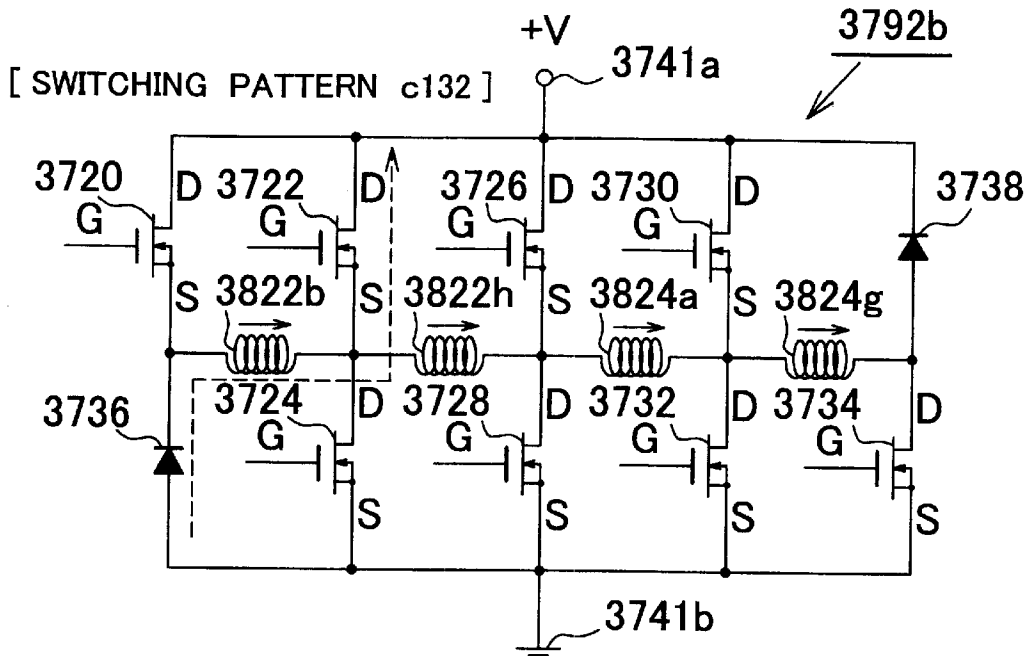 3792b
+V
3741a
[ SWITCHING PATTERN c132 ]
3720
3722
3726
3730
3738
D
D
D
D
G
G
G
G
S
S
S
S
3822b
3822h
3824a
3824g
3736
3724
3728
3732
3734
D
D
D
D
G
G
G
G
S
S
S
S
3741b